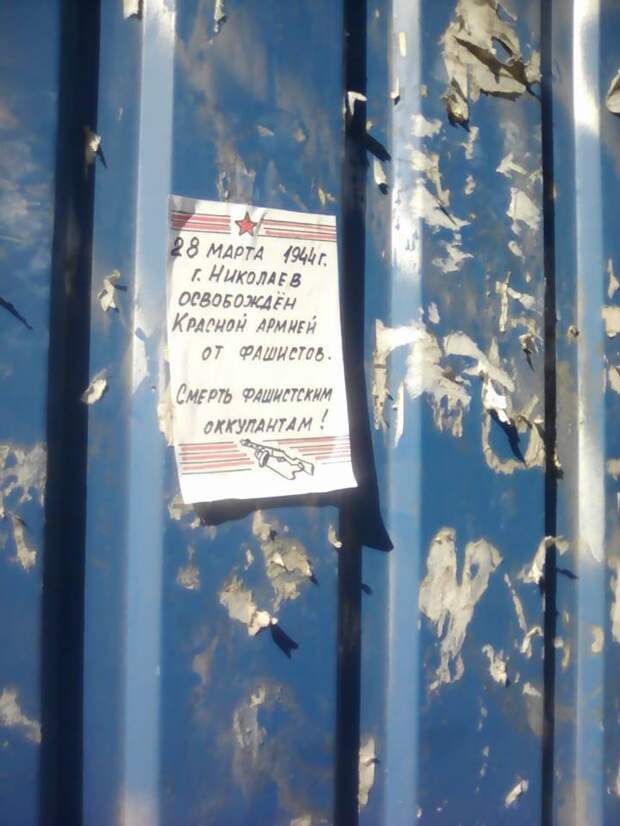 28 МАРТА 1944г.
г. НИКОЛАЕВ
ОСВОБОЖДЁН
КРАСНОЙ АРМИЕЙ
ОТ ФАШИСТОВ.
СМЕРТЬ ФАШИСТСКИМ
ОККУПАНТАМ!